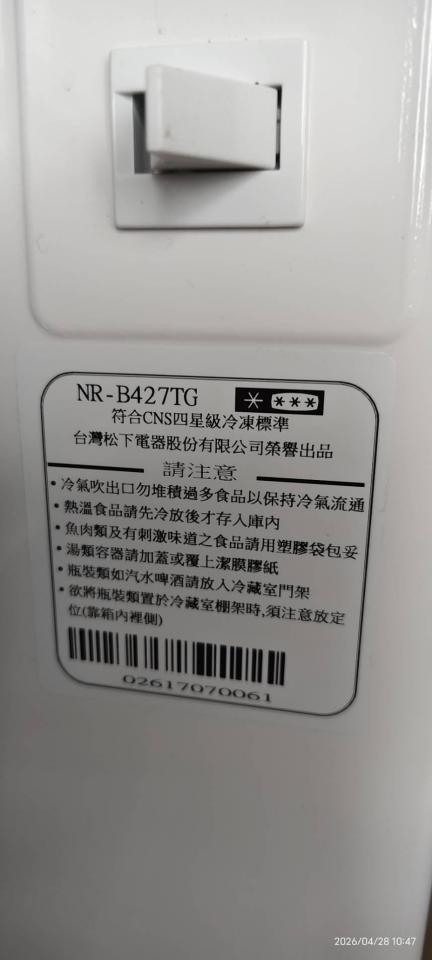 NR-B427TG
符合CNS四星級冷凍標準
台灣松下電器股份有限公司榮譽出品
請注意
• 冷氣吹出口勿堆積過多食品以保持冷氣流通
• 熱溫食品請先冷放後才存入庫內
• 魚肉類及有刺激味道之食品請用塑膠袋包妥
• 湯類容器請加蓋或覆上潔膜膠紙
• 瓶裝類如汽水啤酒請放入冷藏室門架
• 欲將瓶裝類置於冷藏室棚架時,須注意放定
位(靠箱內裡側)
02617070061
2026/04/28 10:47